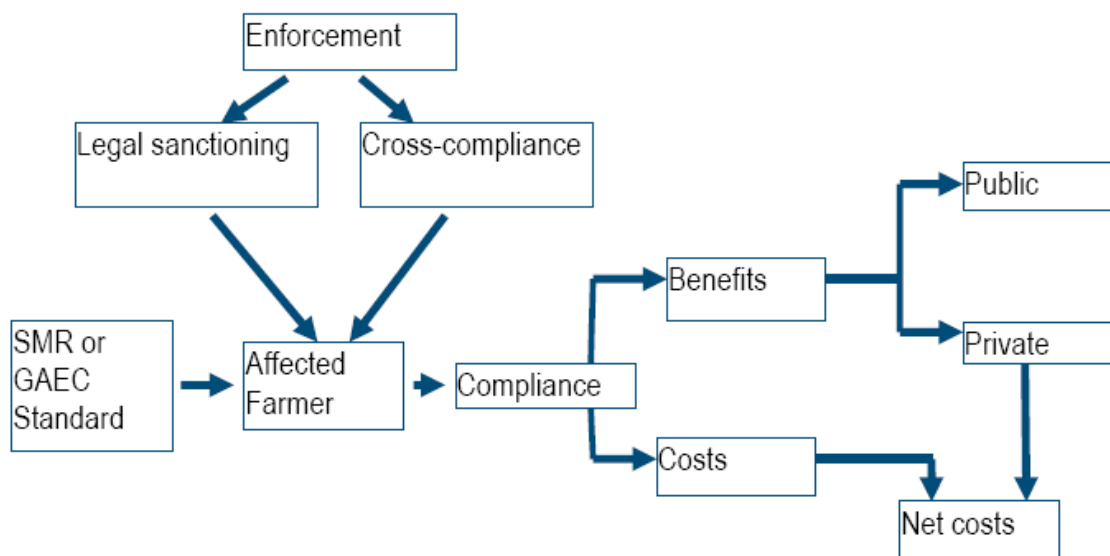 Enforcement
Legal sanctioning
Cross-compliance
Public
Benefits
SMR or
GAEC
Standard
Affected
Farmer
Compliance
Private
Costs
Net costs